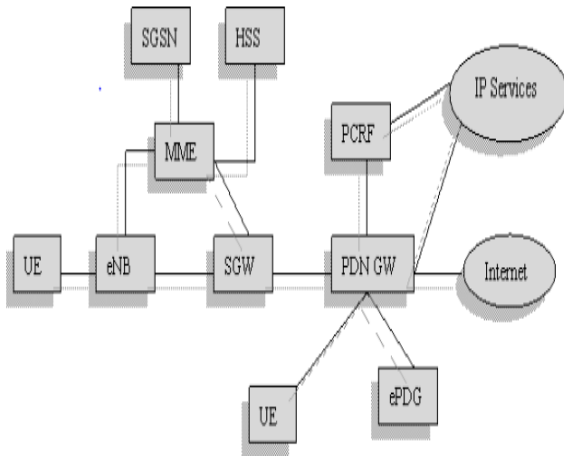 SGSN
HSS
IP Services
MME
PCRF
UE
eNB
SGW
PDN GW
Internet
UE
ePDG